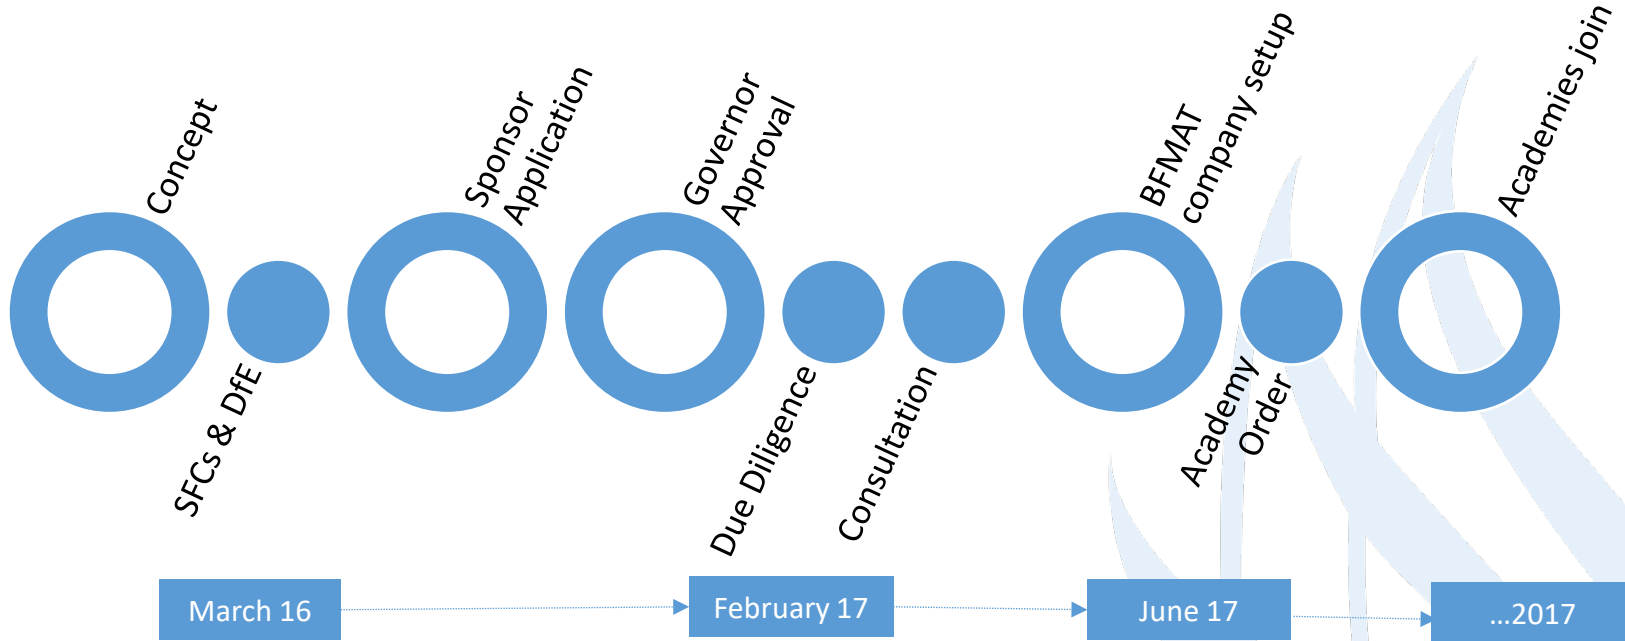 Concept
SFCs & DfE
Sponsor
Application
Governor
Approval
Due Diligence
Consultation
BFMAT
company setup
Academy
Order
Academies join
March 16
February 17
June 17
...2017